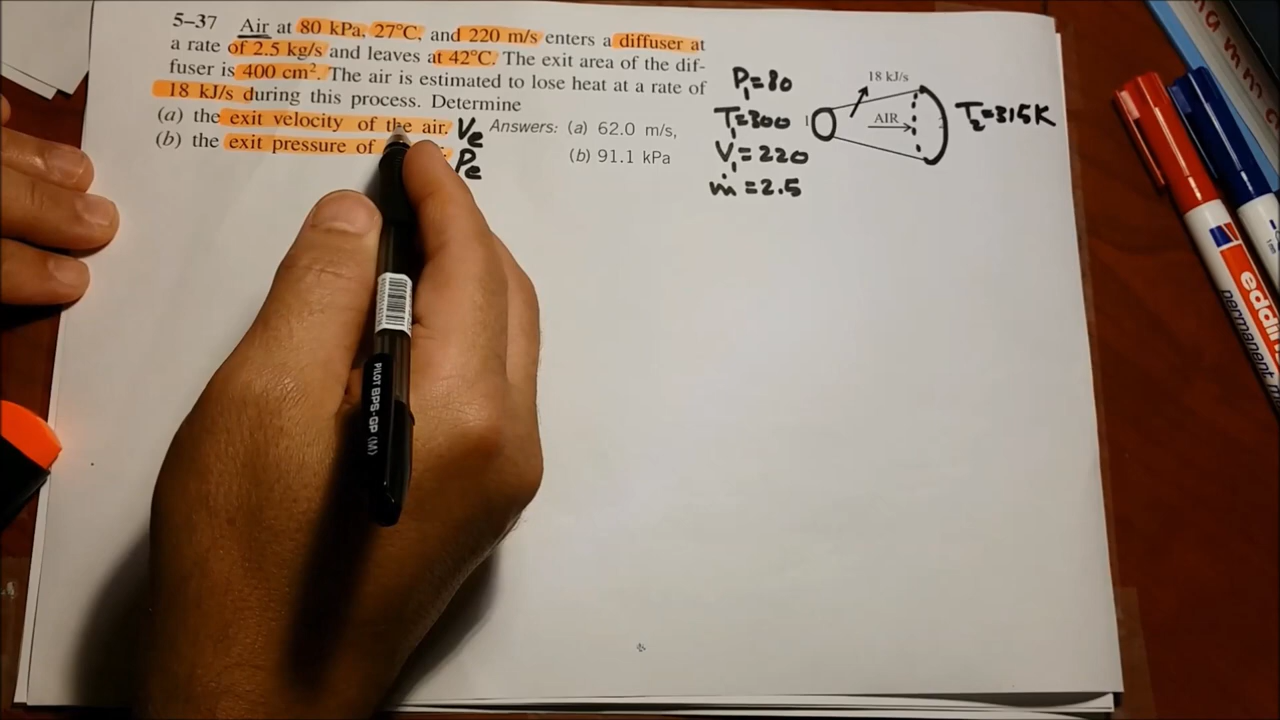 5–37 Air at 80 kPa, 27°C, and 220 m/s enters a diffuser at
a rate of 2.5 kg/s and leaves at 42°C. The exit area of the dif-
fuser is 400 cm². The air is estimated to lose heat at a rate of
18 kJ/s during this process. Determine
(a) the exit velocity of the air. Ve
(b) the exit pressure of Pe
Answers: (a) 62.0 m/s,
(b) 91.1 kPa
P₁=80
T₁=300
V₁=220
ṁ=2.5
18 kJ/s
1
AIR
T₂=315K
PILOT BPS-GP (M)
edding
permanent